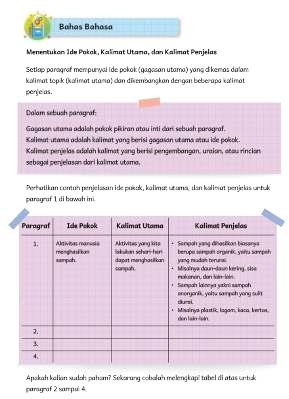 Bahas Bahasa
Menentukan Ide Pokok, Kalimat Utama, dan Kalimat Penjelas
Setiap paragraf mempunyai ide pokok (gagasan utama) yang dikemas dalam
kalimat topik (kalimat utama) dan dikembangkan dengan beberapa kalimat
penjelas.
Dalam sebuah paragraf:
Gagasan utama adalah pokok pikiran atau inti dari sebuah paragraf.
Kalimat utama adalah kalimat yang berisi gagasan utama atau ide pokok.
Kalimat penjelas adalah kalimat yang berisi pengembangan, uraian, atau rincian
sebagai penjelasan dari kalimat utama.
Perhatikan contoh penjelasan ide pokok, kalimat utama, dan kalimat penjelas untuk
paragraf 1 di bawah ini.
Paragraf Ide Pokok Kalimat Utama Kalimat Penjelas
1.
Aktivitas manusia
menghasilkan
sampah.
Aktivitas yang kita
lakukan sehari-hari
dapat menghasilkan
sampah.
• Sampah yang dihasilkan biasanya
berupa sampah organik, yaitu sampah
yang mudah terurai.
• Misalnya daun-daun kering, sisa
makanan, dan lain-lain.
• Sampah lainnya yakni sampah
anorganik, yaitu sampah yang sulit
diurai.
• Misalnya plastik, logam, kaca, kertas,
dan lain-lain.
2.
3.
4.
Apakah kalian sudah paham? Sekarang cobalah melengkapi tabel di atas untuk
paragraf 2 sampai 4.